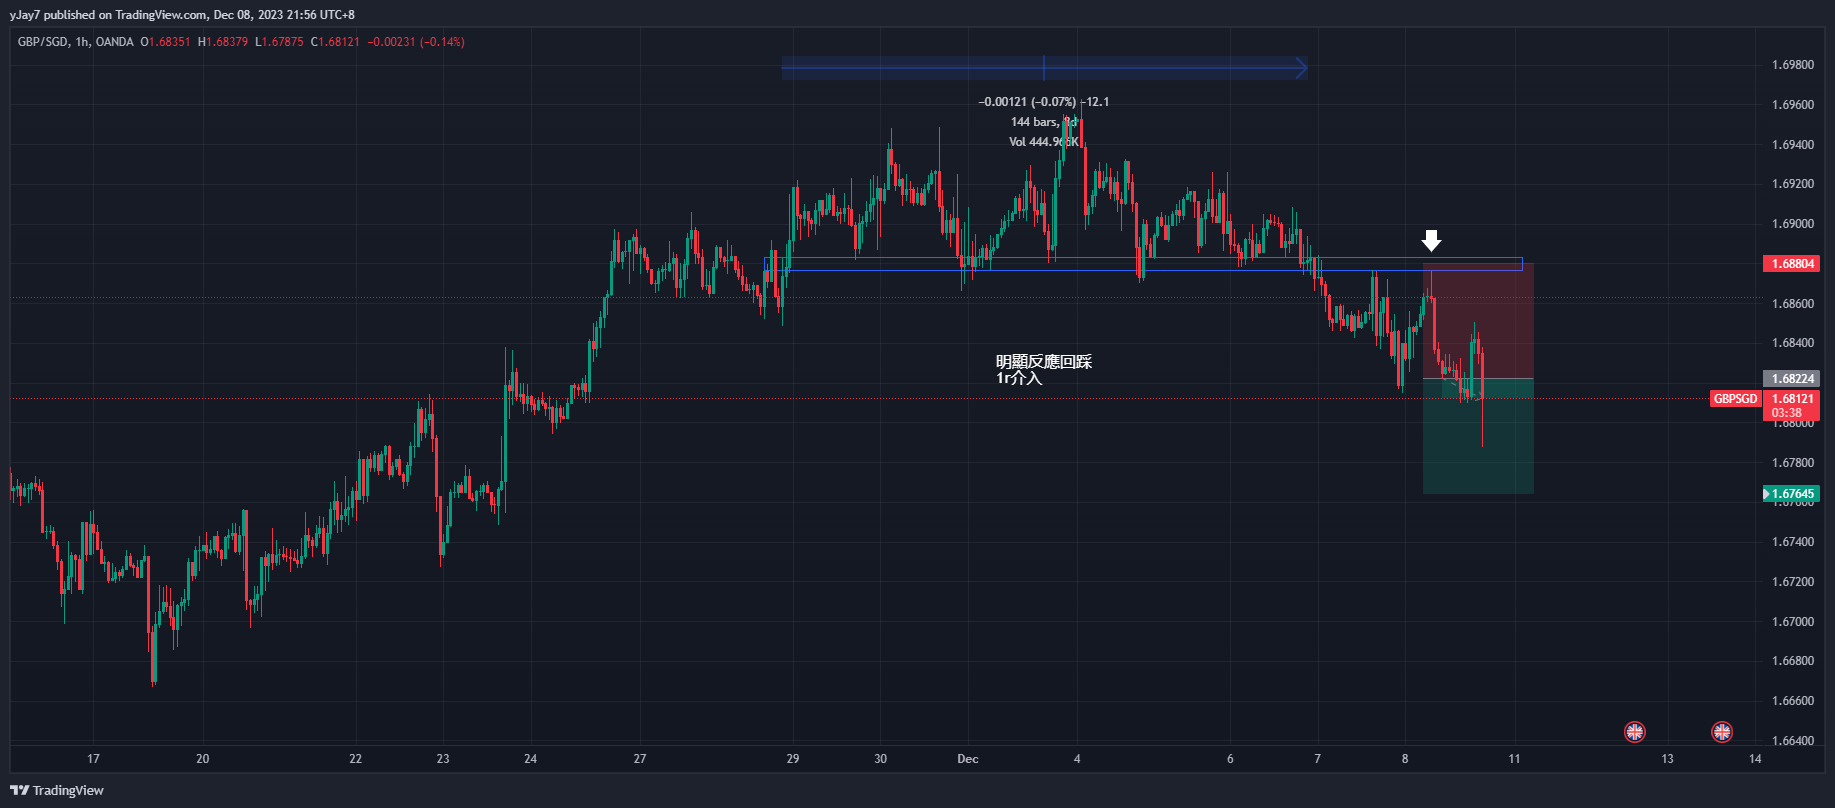 yJay7 published on TradingView.com, Dec 08, 2023 21:56 UTC+8
GBP/SGD, 1h, OANDA O1.68351 H1.68379 L1.67875 C1.68121 −0.00231 (−0.14%)
−0.00121 (−0.07%) −12.1
144 bars,
Vol 444.966K
明顯反應回踩
1r介入
1.69800
1.69600
1.69400
1.69200
1.69000
1.68804
1.68600
1.68400
1.68224
GBPSGD 1.68121
03:38
1.68000
1.67800
1.67645
1.67600
1.67400
1.67200
1.67000
1.66800
1.66600
1.66400
17 20 22 23 24 27 29 30 Dec 4 6 7 8 11 13 14
TradingView